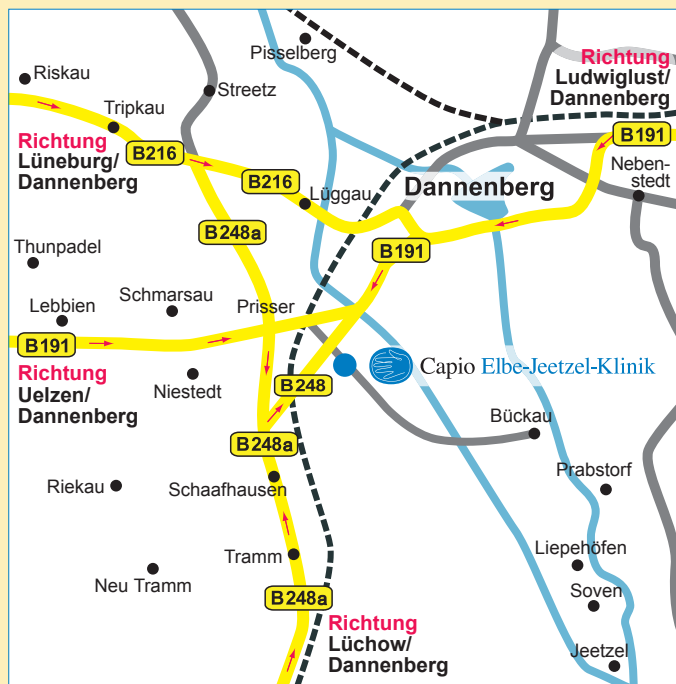 Pisselberg
Riskau
Streetz
Richtung
Ludwiglust/
Dannenberg
Tripkau
B191
Richtung
Lüneburg/
Dannenberg
B216
B216
Neben-
stedt
Dannenberg
Lüggau
B248a
B191
Thunpadel
Schmarsau
Prisser
Lebbien
B191
Richtung
Uelzen/
Dannenberg
Niestedt
B248
Capio Elbe-Jeetzel-Klinik
Bückau
B248a
Prabstorf
Riekau
Schaafhausen
Liepehöfen
Tramm
Neu Tramm
Soven
B248a
Richtung
Lüchow/
Dannenberg
Jeetzel